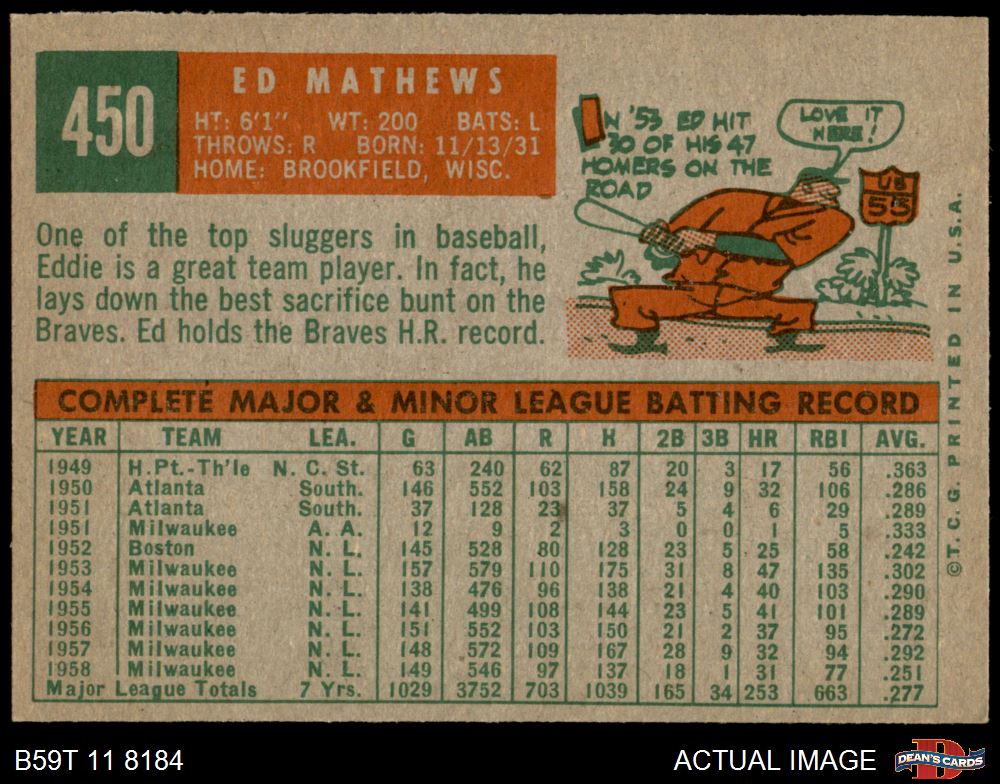 450
ED MATHEWS
HT: 6'1" WT: 200 BATS: L
THROWS: R BORN: 11/13/31
HOME: BROOKFIELD, WISC.
IN '53 ED HIT
30 OF HIS 47
HOMERS ON THE
ROAD
LOVE IT
HERE!
US
53
One of the top sluggers in baseball,
Eddie is a great team player. In fact, he
lays down the best sacrifice bunt on the
Braves. Ed holds the Braves H.R. record.
COMPLETE MAJOR & MINOR LEAGUE BATTING RECORD
YEAR TEAM LEA. G AB R H 2B 3B HR RBI AVG.
1949 H.Pt.-Th'le N. C. St. 63 240 62 87 20 3 17 56 .363
1950 Atlanta South. 146 552 103 158 24 9 32 106 .286
1951 Atlanta South. 37 128 23 37 5 4 6 29 .289
1951 Milwaukee A. A. 12 9 2 3 0 0 1 5 .333
1952 Boston N. L. 145 528 80 128 23 5 25 58 .242
1953 Milwaukee N. L. 157 579 110 175 31 8 47 135 .302
1954 Milwaukee N. L. 138 476 96 138 21 4 40 103 .290
1955 Milwaukee N. L. 141 499 108 144 23 5 41 101 .289
1956 Milwaukee N. L. 151 552 103 150 21 2 37 95 .272
1957 Milwaukee N. L. 148 572 109 167 28 9 32 94 .292
1958 Milwaukee N. L. 149 546 97 137 18 1 31 77 .251
Major League Totals 7 Yrs. 1029 3752 703 1039 165 34 253 663 .277
©T. C. G. PRINTED IN U.S.A.
B59T 11 8184
ACTUAL IMAGE
D
DEAN'S CARDS